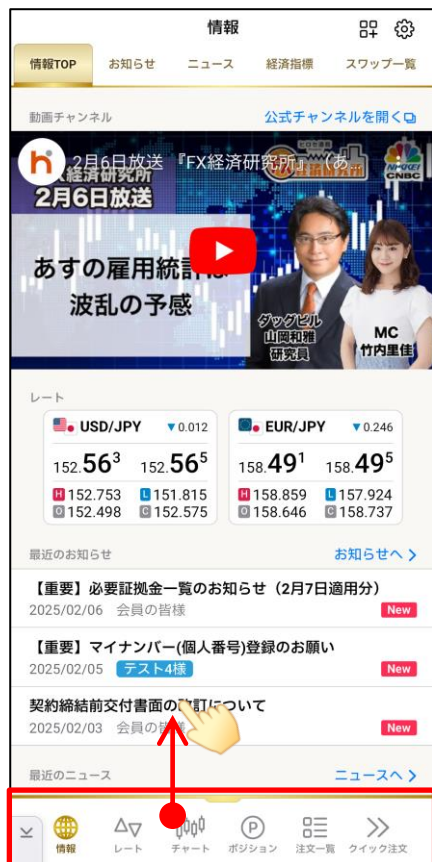 情報
情報TOP お知らせ ニュース 経済指標 スワップ一覧
動画チャンネル 公式チャンネルを開く
h 2月6日放送 『FX経済研究所』（あ…
ヒロセ通商
NIKKEI CNBC
経済研究所
2月6日放送
あすの雇用統計は
波乱の予感
ダッグビル
山岡和雅
研究員
MC
竹内里佳
レート
USD/JPY ▼0.012 EUR/JPY ▼0.246
152.56³ 152.56⁵ 158.49¹ 158.49⁵
H 152.753 L 151.815 H 158.859 L 157.924
O 152.498 C 152.575 O 158.646 C 158.737
最近のお知らせ お知らせへ >
【重要】必要証拠金一覧のお知らせ（2月7日適用分）
2025/02/06 会員の皆様 New
【重要】マイナンバー(個人番号)登録のお願い
2025/02/05 テスト4様 New
契約締結前交付書面の改訂について
2025/02/03 会員の皆様 New
最近のニュース ニュースへ >
情報 レート チャート ポジション 注文一覧 クイック注文